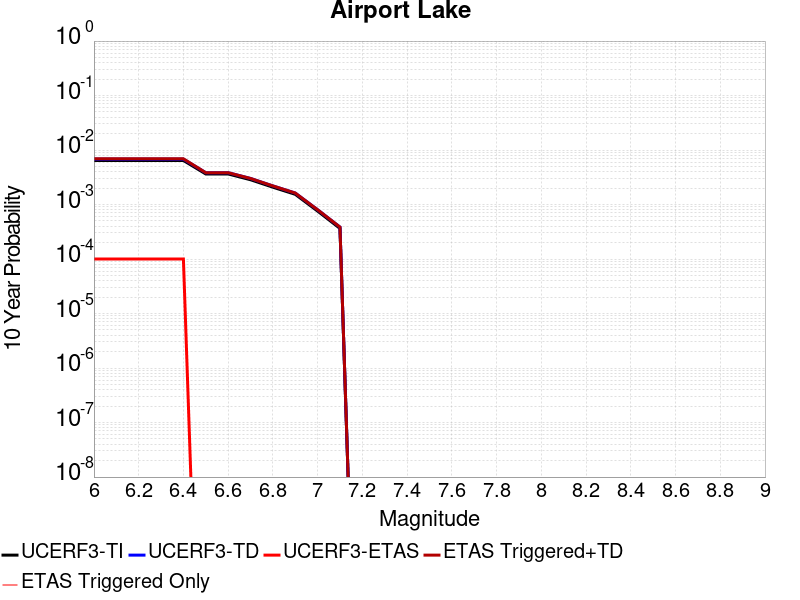 Airport Lake
10 Year Probability
10^0
10^-1
10^-2
10^-3
10^-4
10^-5
10^-6
10^-7
10^-8
6 6.2 6.4 6.6 6.8 7 7.2 7.4 7.6 7.8 8 8.2 8.4 8.6 8.8 9
Magnitude
UCERF3-TI UCERF3-TD UCERF3-ETAS ETAS Triggered+TD
ETAS Triggered Only